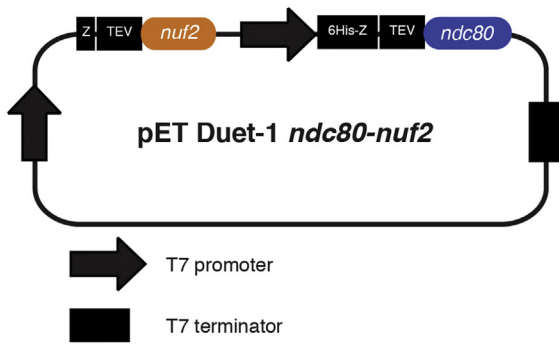 Z TEV nuf2 6His-Z TEV ndc80
pET Duet-1 ndc80-nuf2
T7 promoter
T7 terminator